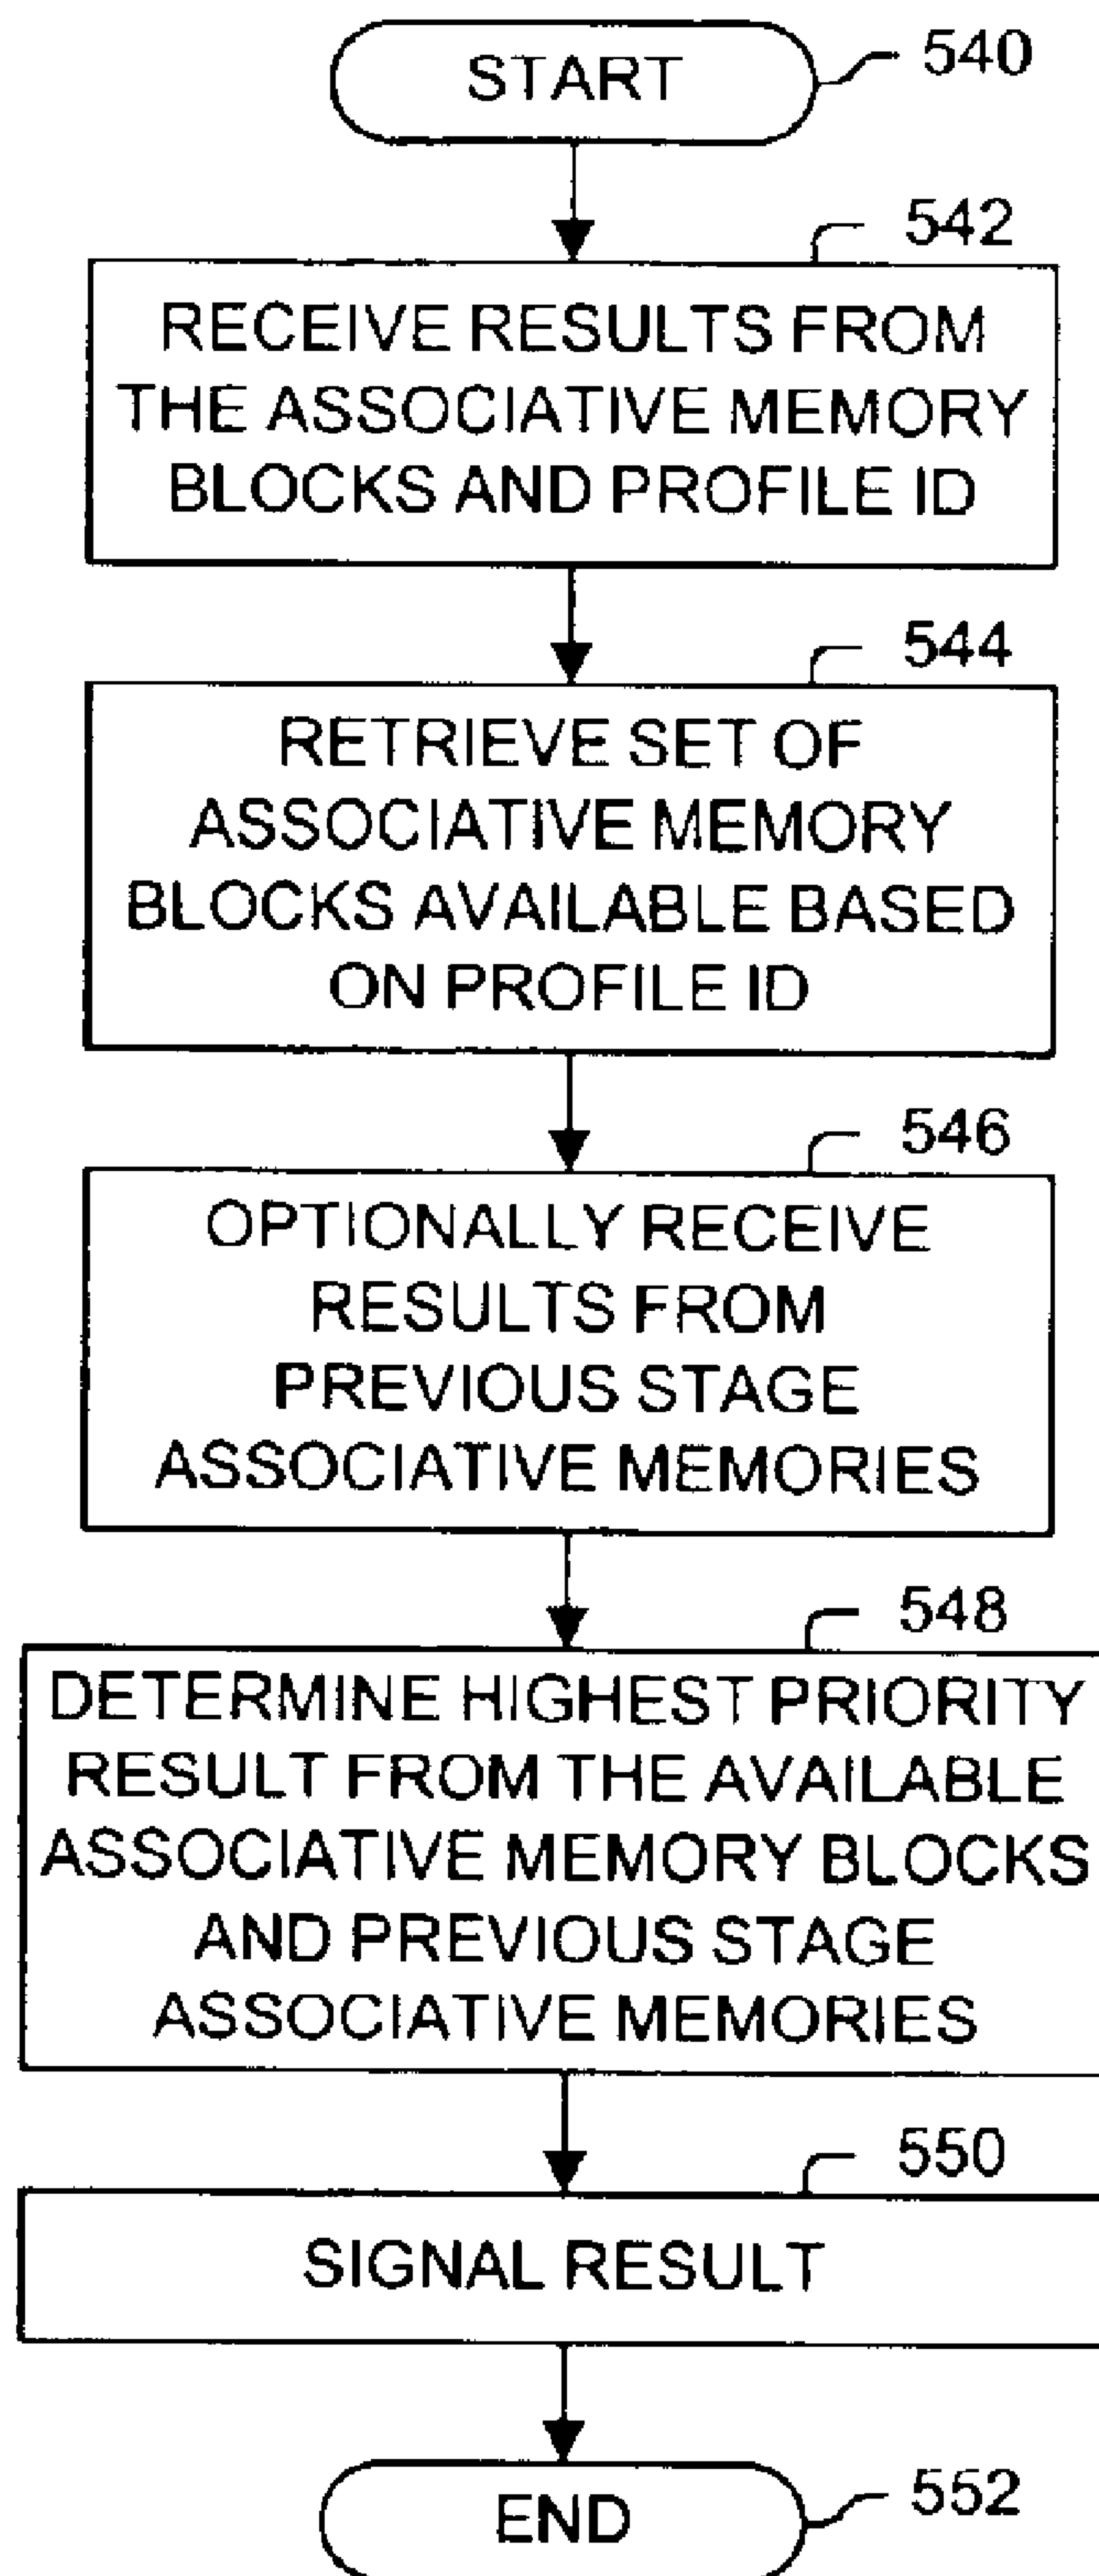 START
540
542
RECEIVE RESULTS FROM
THE ASSOCIATIVE MEMORY
BLOCKS AND PROFILE ID
544
RETRIEVE SET OF
ASSOCIATIVE MEMORY
BLOCKS AVAILABLE BASED
ON PROFILE ID
546
OPTIONALLY RECEIVE
RESULTS FROM
PREVIOUS STAGE
ASSOCIATIVE MEMORIES
548
DETERMINE HIGHEST PRIORITY
RESULT FROM THE AVAILABLE
ASSOCIATIVE MEMORY BLOCKS
AND PREVIOUS STAGE
ASSOCIATIVE MEMORIES
550
SIGNAL RESULT
END
552